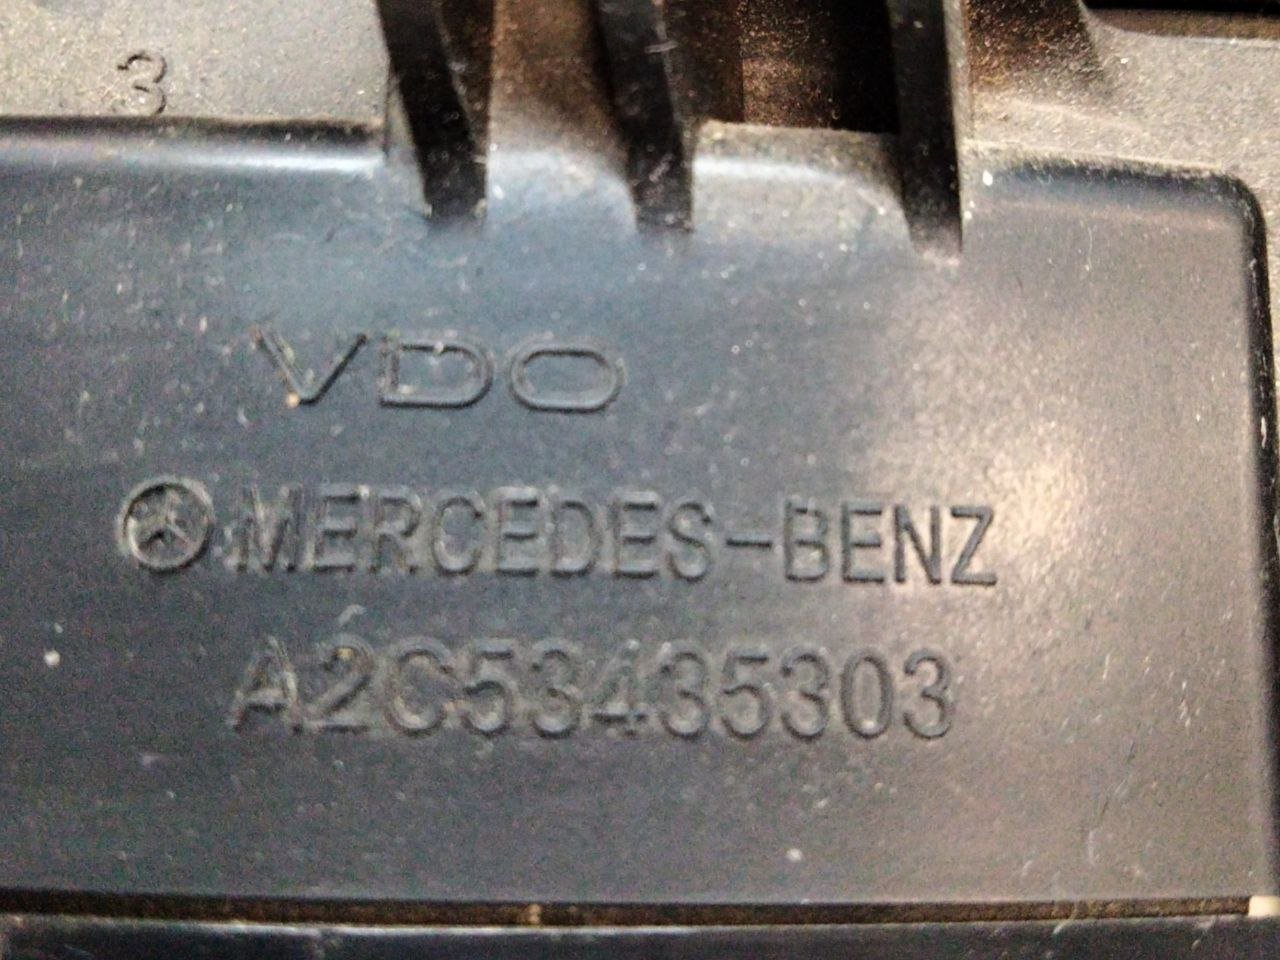 3
VDO
MERCEDES-BENZ
A2C53435303